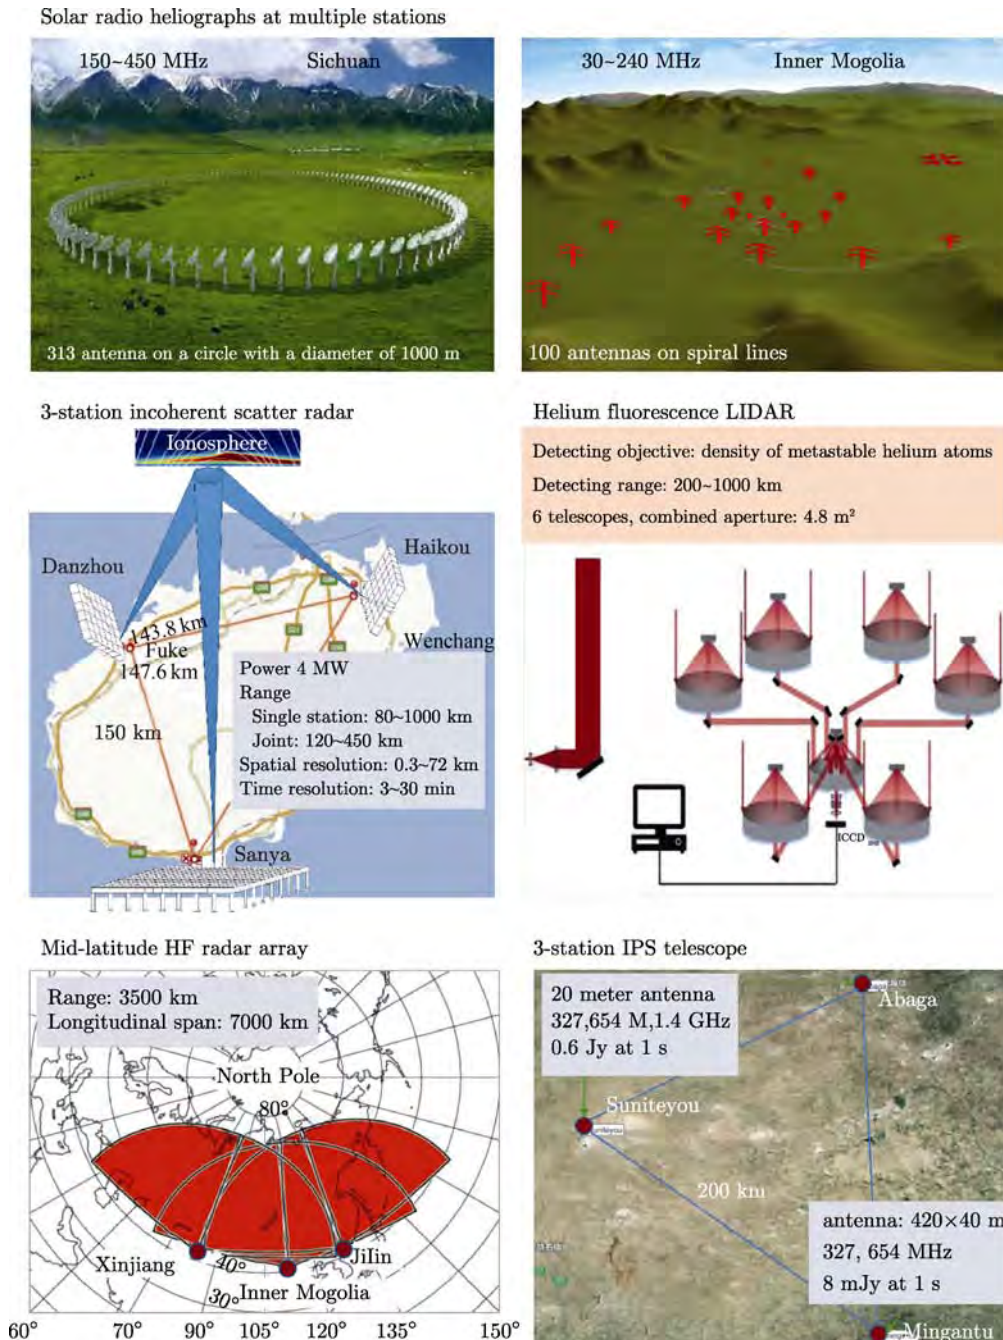 Solar radio heliographs at multiple stations
150~450 MHz
Sichuan
313 antenna on a circle with a diameter of 1000 m
30~240 MHz
Inner Mogolia
100 antennas on spiral lines
3-station incoherent scatter radar
Ionosphere
Danzhou
Haikou
143.8 km
Fuke
147.6 km
Wenchang
150 km
Power 4 MW
Range
Single station: 80~1000 km
Joint: 120~450 km
Spatial resolution: 0.3~72 km
Time resolution: 3~30 min
Sanya
Helium fluorescence LIDAR
Detecting objective: density of metastable helium atoms
Detecting range: 200~1000 km
6 telescopes, combined aperture: 4.8 m²
ICCD
Mid-latitude HF radar array
Range: 3500 km
Longitudinal span: 7000 km
North Pole
80°
Xinjiang
40°
JiIin
Inner Mogolia
30°
60° 70° 90° 105° 120° 135° 150°
3-station IPS telescope
20 meter antenna
327,654 M,1.4 GHz
0.6 Jy at 1 s
Abaga
Suniteyou
200 km
antenna: 420×40 m
327, 654 MHz
8 mJy at 1 s
Mingantu